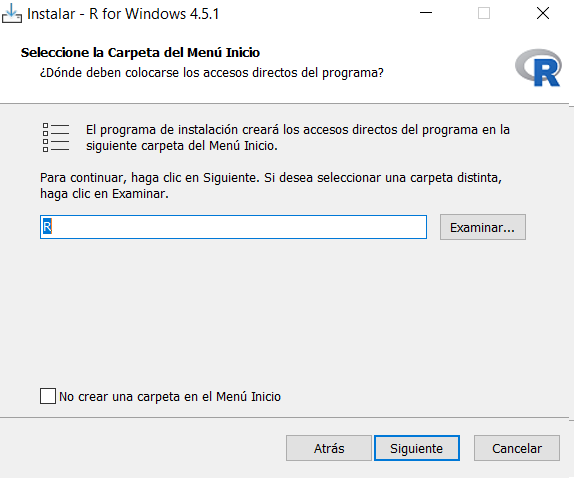 Instalar - R for Windows 4.5.1
Seleccione la Carpeta del Menú Inicio
¿Dónde deben colocarse los accesos directos del programa?
R
El programa de instalación creará los accesos directos del programa en la
siguiente carpeta del Menú Inicio.
Para continuar, haga clic en Siguiente. Si desea seleccionar una carpeta distinta,
haga clic en Examinar.
R
Examinar...
No crear una carpeta en el Menú Inicio
Atrás
Siguiente
Cancelar